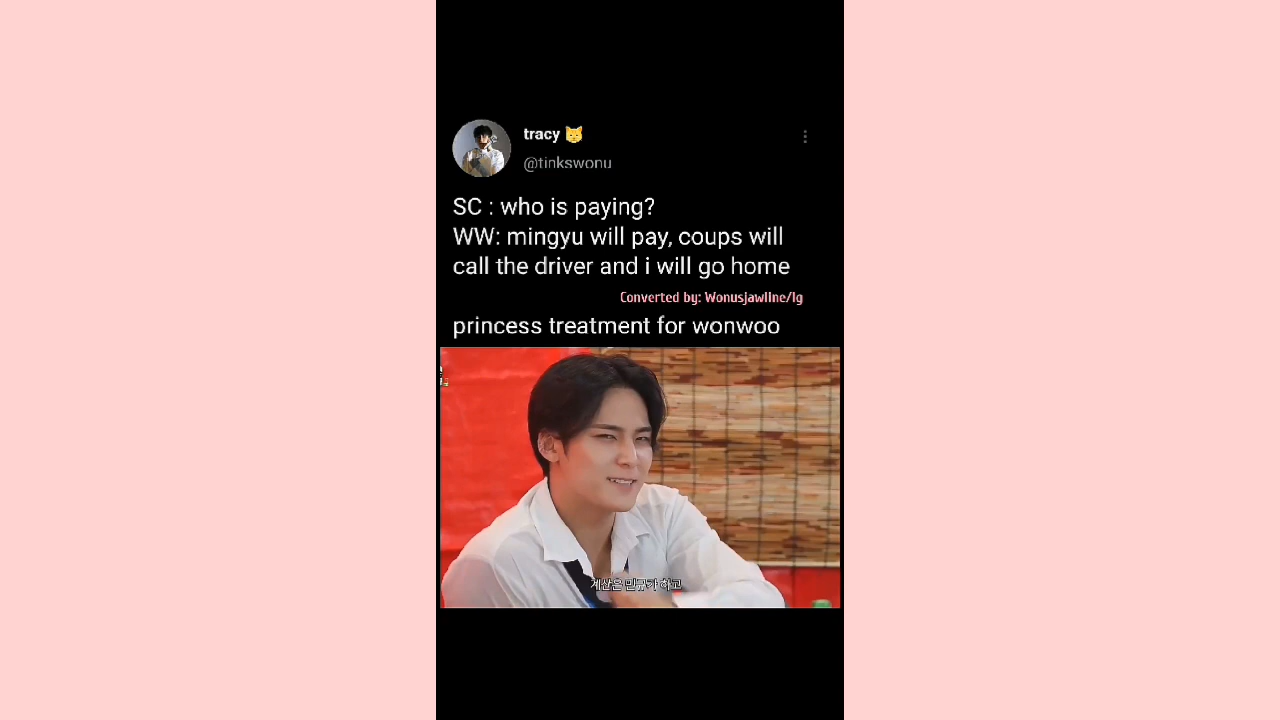 tracy 😼
@tinkswonu
SC : who is paying?
WW: mingyu will pay, coups will
call the driver and i will go home
Converted by: Wonusjawline/Ig
princess treatment for wonwoo
계산은 민규가 하고